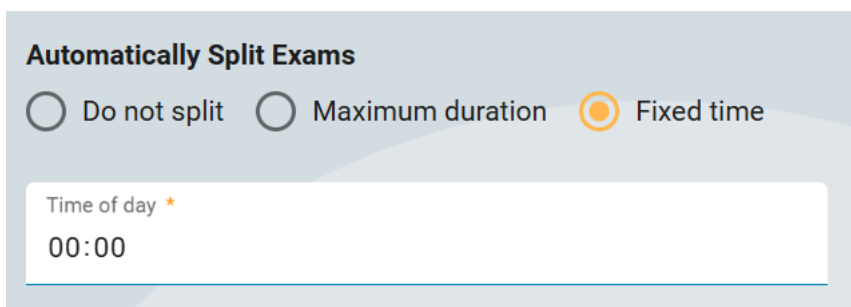 Automatically Split Exams
Do not split Maximum duration Fixed time
Time of day *
00:00